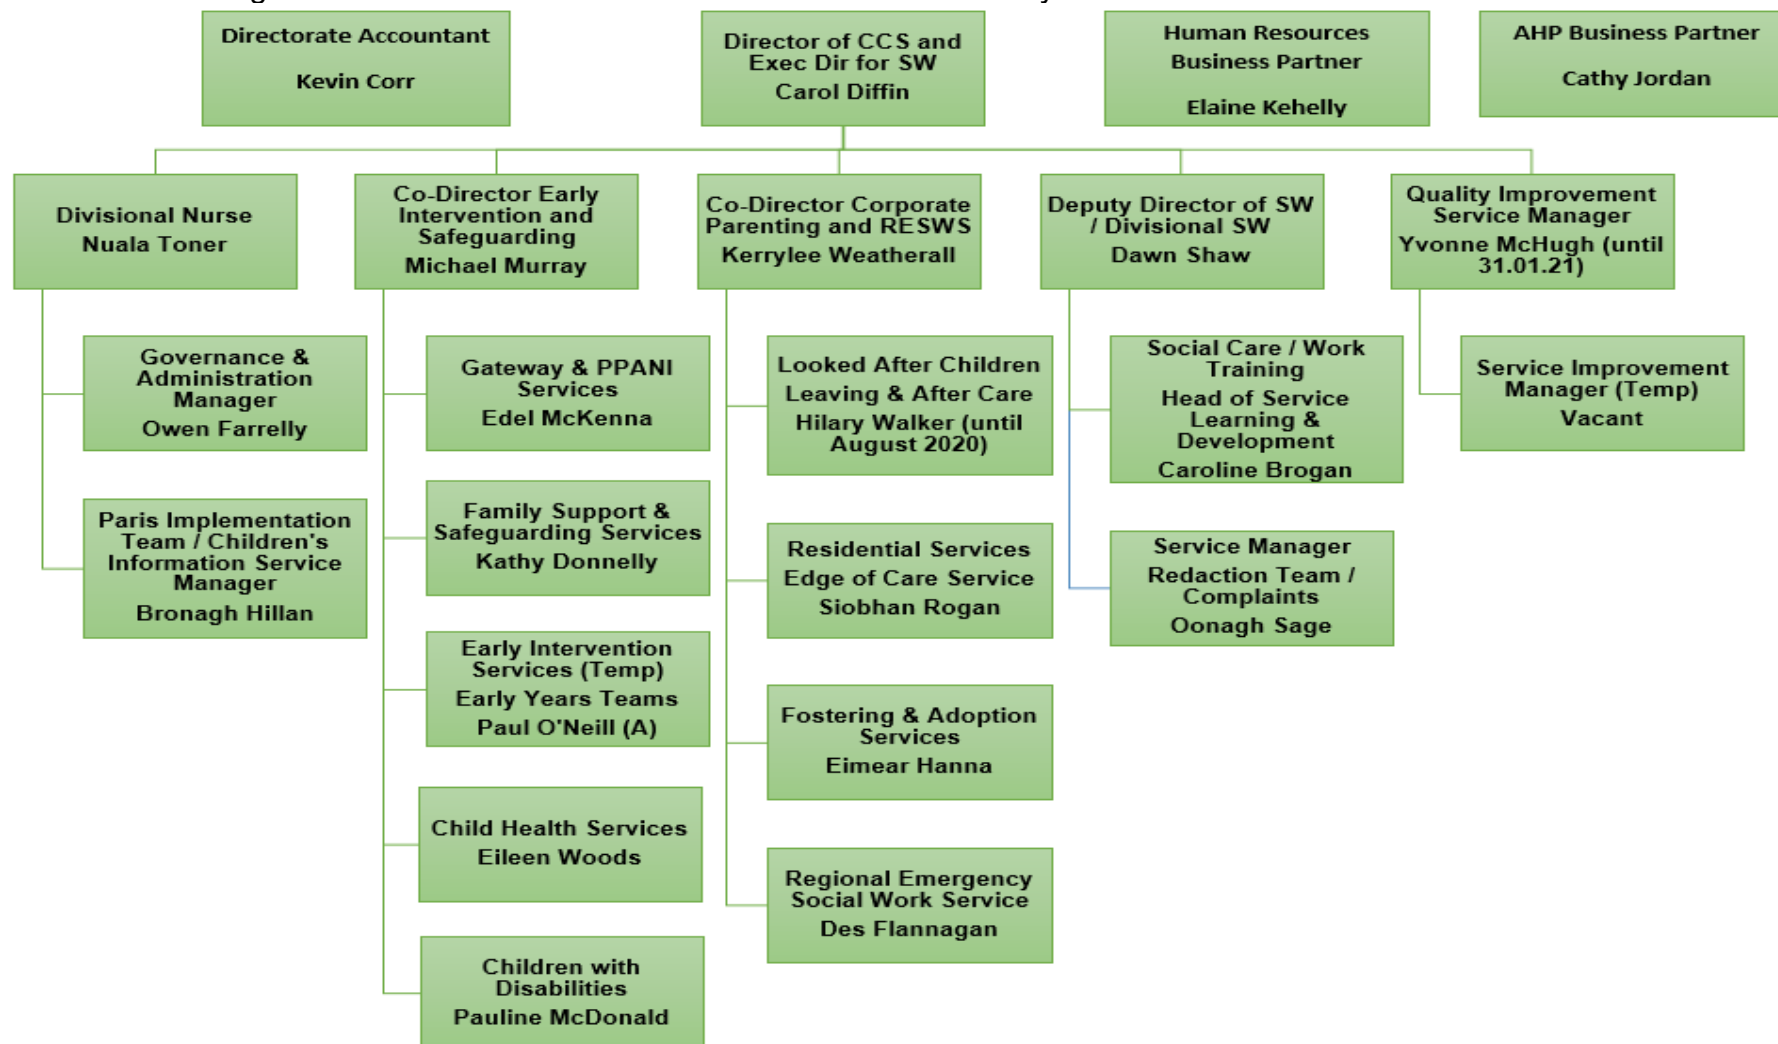 Directorate Accountant
Kevin Corr
Director of CCS and
Exec Dir for SW
Carol Diffin
Human Resources
Business Partner
Elaine Kehelly
AHP Business Partner
Cathy Jordan
Divisional Nurse
Nuala Toner
Co-Director Early
Intervention and
Safeguarding
Michael Murray
Co-Director Corporate
Parenting and RESWS
Kerrylee Weatherall
Deputy Director of SW
/ Divisional SW
Dawn Shaw
Quality Improvement
Service Manager
Yvonne McHugh (until
31.01.21)
Governance &
Administration
Manager
Owen Farrelly
Paris Implementation
Team / Children's
Information Service
Manager
Bronagh Hillan
Gateway & PPANI
Services
Edel McKenna
Family Support &
Safeguarding Services
Kathy Donnelly
Early Intervention
Services (Temp)
Early Years Teams
Paul O'Neill (A)
Child Health Services
Eileen Woods
Children with
Disabilities
Pauline McDonald
Looked After Children
Leaving & After Care
Hilary Walker (until
August 2020)
Residential Services
Edge of Care Service
Siobhan Rogan
Fostering & Adoption
Services
Eimear Hanna
Regional Emergency
Social Work Service
Des Flannagan
Social Care / Work
Training
Head of Service
Learning &
Development
Caroline Brogan
Service Manager
Redaction Team /
Complaints
Oonagh Sage
Service Improvement
Manager (Temp)
Vacant